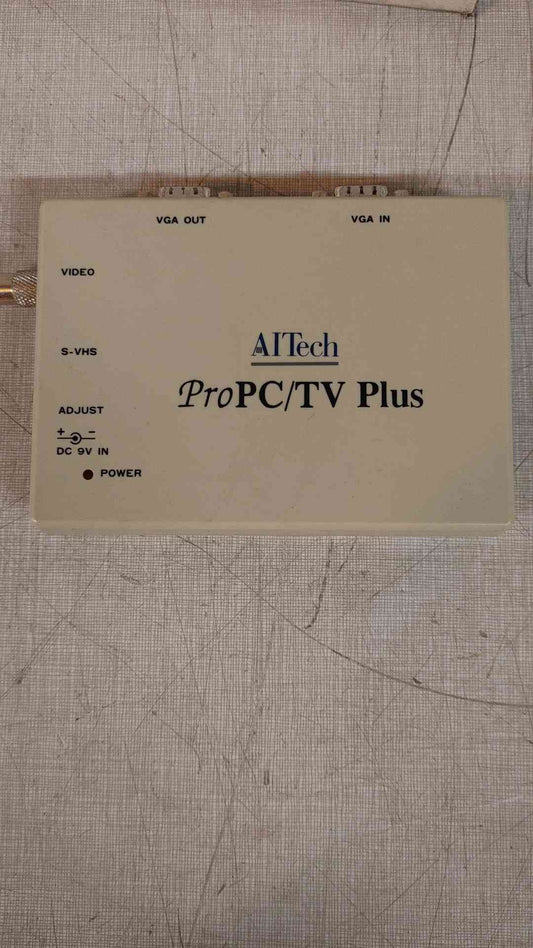 VGA OUT
VGA IN
VIDEO
AITech
S-VHS
ProPC/TV Plus
ADJUST
+ -
DC 9V IN
POWER